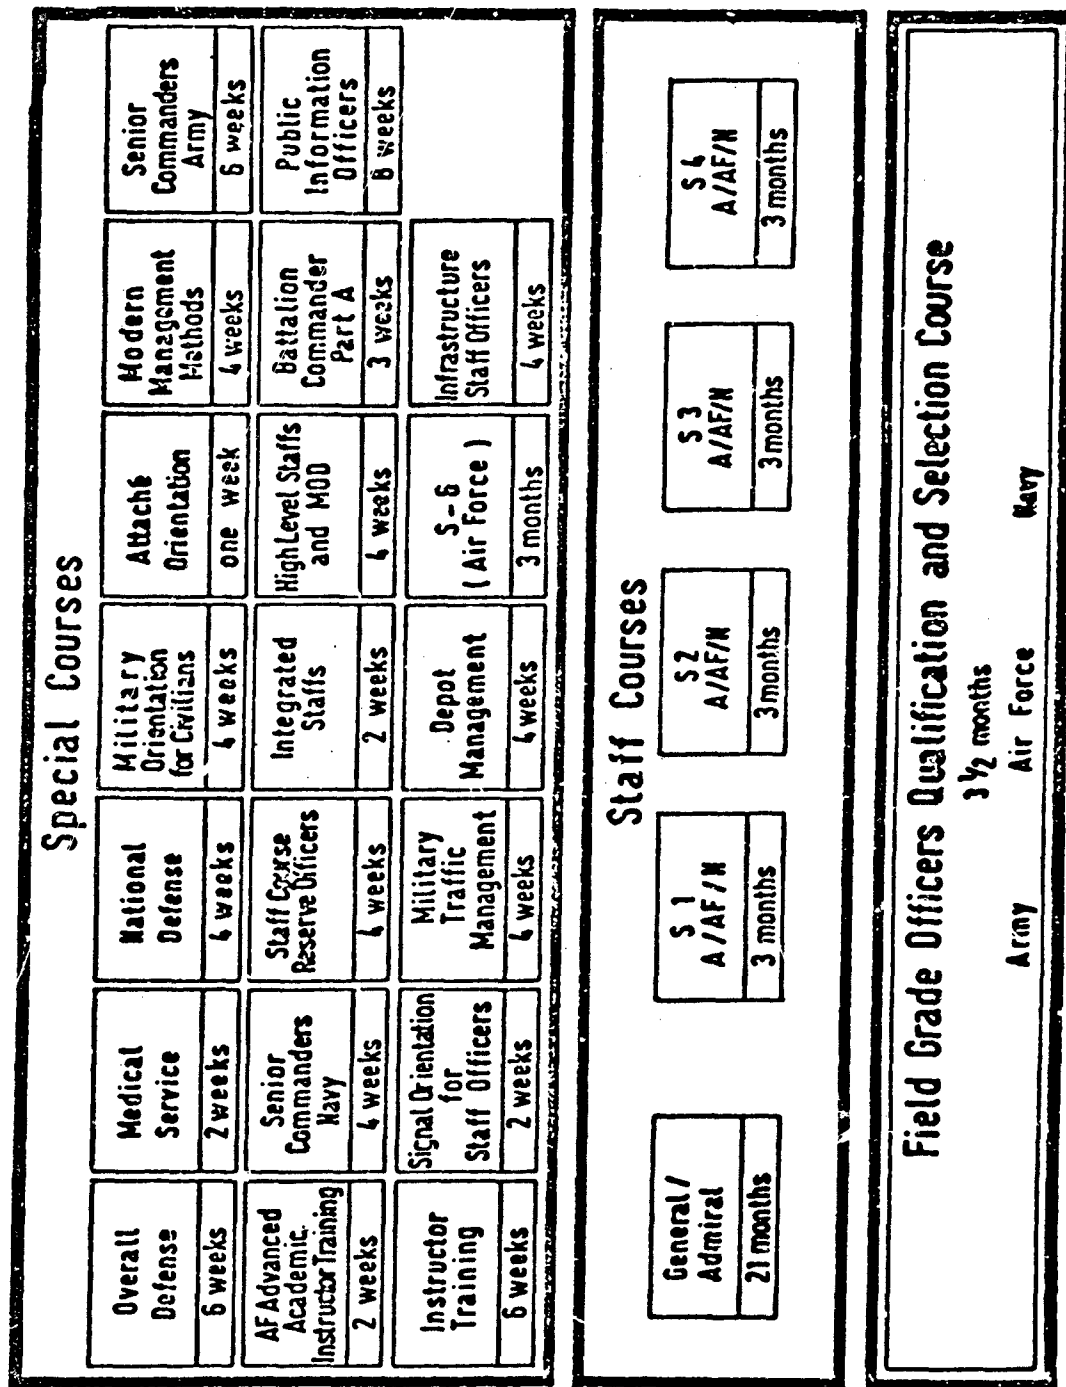 Special Courses
Overall
Defense
6 weeks
Medical
Service
2 weeks
National
Defense
4 weeks
Military
Orientation
for Civilians
4 weeks
Attaché
Orientation
one week
Modern
Management
Methods
4 weeks
Senior
Commanders
Army
6 weeks
AF Advanced
Academic
Instructor Training
2 weeks
Senior
Commanders
Navy
4 weeks
Staff Course
Reserve Officers
4 weeks
Integrated
Staffs
2 weeks
High Level Staffs
and MOD
4 weeks
Battalion
Commander
Part A
3 weeks
Public
Information
Officers
8 weeks
Instructor
Training
6 weeks
Signal Orientation
for
Staff Officers
2 weeks
Military
Traffic
Management
4 weeks
Depot
Management
4 weeks
S-6
(Air Force)
3 months
Infrastructure
Staff Officers
4 weeks
Staff Courses
General/
Admiral
21 months
S 1
A/AF/N
3 months
S 2
A/AF/N
3 months
S 3
A/AF/N
3 months
S 4
A/AF/N
3 months
Field Grade Officers Qualification and Selection Course
3 ½ months
Army Air Force Navy